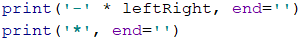 print('-' * leftRight, end='')
print('*', end='')